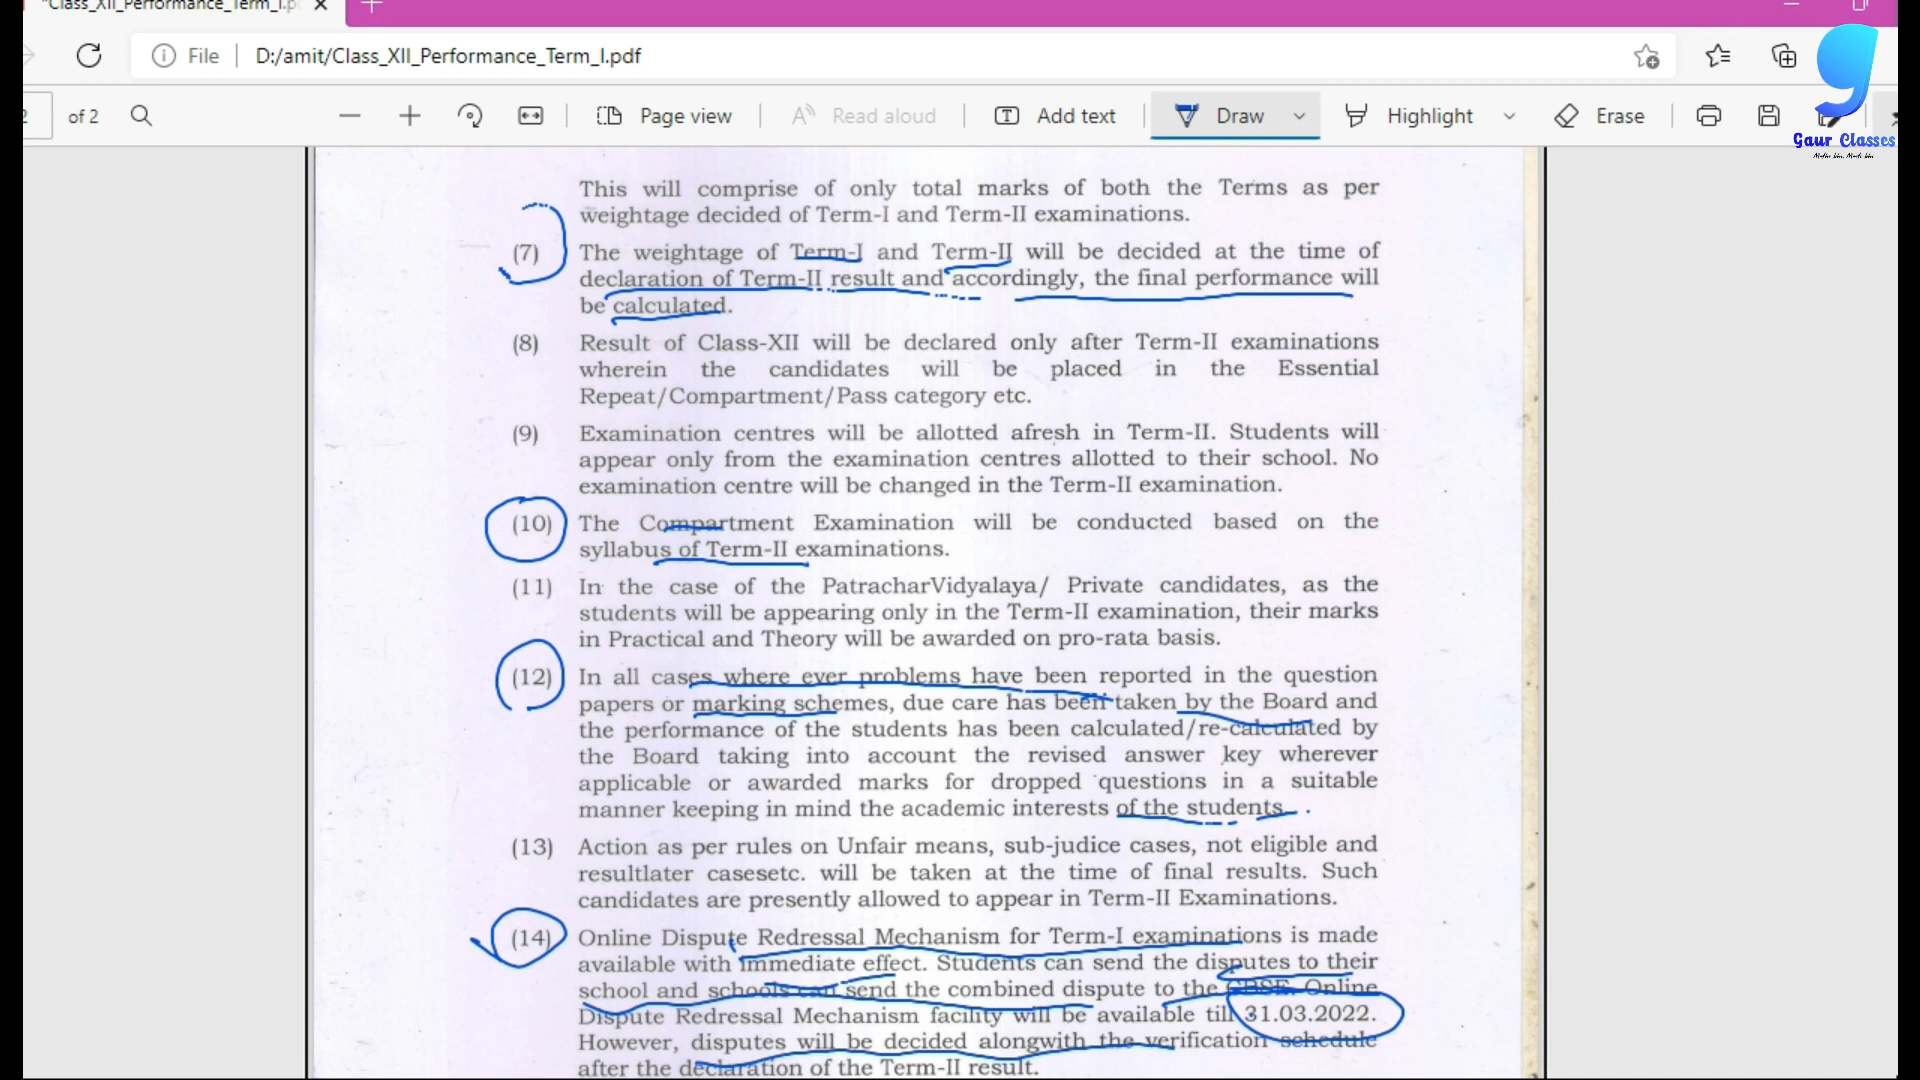 *Class_XII_Performance_Term_I.p
File D:/amit/Class_XII_Performance_Term_I.pdf
of 2 Page view Read aloud Add text Draw Highlight Erase
Gaur Classes
This will comprise of only total marks of both the Terms as per
weightage decided of Term-I and Term-II examinations.
(7) The weightage of Term-I and Term-II will be decided at the time of
declaration of Term-II result and accordingly, the final performance will
be calculated.
(8) Result of Class-XII will be declared only after Term-II examinations
wherein the candidates will be placed in the Essential
Repeat/Compartment/Pass category etc.
(9) Examination centres will be allotted afresh in Term-II. Students will
appear only from the examination centres allotted to their school. No
examination centre will be changed in the Term-II examination.
(10) The Compartment Examination will be conducted based on the
syllabus of Term-II examinations.
(11) In the case of the PatracharVidyalaya/ Private candidates, as the
students will be appearing only in the Term-II examination, their marks
in Practical and Theory will be awarded on pro-rata basis.
(12) In all cases where ever problems have been reported in the question
papers or marking schemes, due care has been taken by the Board and
the performance of the students has been calculated/re-calculated by
the Board taking into account the revised answer key wherever
applicable or awarded marks for dropped questions in a suitable
manner keeping in mind the academic interests of the students.
(13) Action as per rules on Unfair means, sub-judice cases, not eligible and
resultlater casesetc. will be taken at the time of final results. Such
candidates are presently allowed to appear in Term-II Examinations.
(14) Online Dispute Redressal Mechanism for Term-I examinations is made
available with immediate effect. Students can send the disputes to their
school and schools can send the combined dispute to the CBSE. Online
Dispute Redressal Mechanism facility will be available till 31.03.2022.
However, disputes will be decided alongwith the verification schedule
after the declaration of the Term-II result.